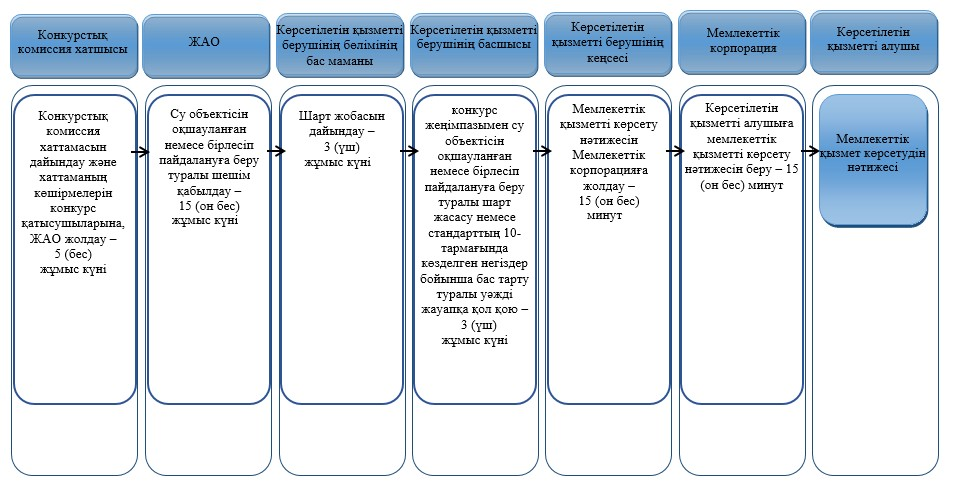 Конкурстық
комиссия хатшысы
ЖАО
Көрсетілетін қызметті
берушінің бөлімінің
бас маманы
Көрсетілетін қызметті
берушінің басшысы
Көрсетілетін
қызметті берушінің
кеңсесі
Мемлекеттік
корпорация
Көрсетілетін
қызметті алушы
Конкурстық
комиссия
хаттамасын
дайындау және
хаттаманың
көшірмелерін
конкурс
қатысушыларына,
ЖАО жолдау –
5 (бес)
жұмыс күні
Су объектісін
оқшауланған
немесе бірлесіп
пайдалануға беру
туралы шешім
қабылдау –
15 (он бес)
жұмыс күні
Шарт жобасын
дайындау –
3 (үш)
жұмыс күні
конкурс
жеңімпазымен су
объектісін
оқшауланған
немесе бірлесіп
пайдалануға беру
туралы шарт
жасасу немесе
стандарттың 10-
тармағында
көзделген негіздер
бойынша бас тарту
туралы уәжді
жауапқа қол қою –
3 (үш)
жұмыс күні
Мемлекеттік
қызметті көрсету
нәтижесін
Мемлекеттік
корпорацияға
жолдау –
15 (он бес)
минут
Көрсетілетін
қызметті алушыға
мемлекеттік
қызметті көрсету
нәтижесін беру – 15
(он бес) минут
Мемлекеттік
қызмет көрсетудің
нәтижесі